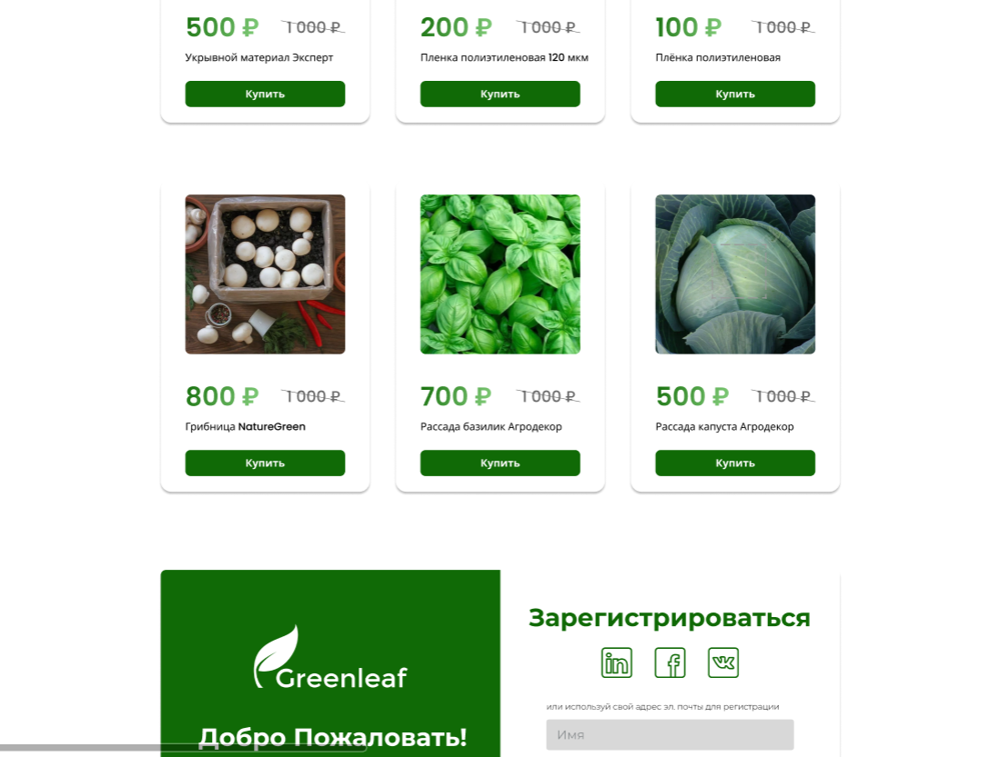 500 ₽ 1 000 ₽
Укрывной материал Эксперт
Купить
200 ₽ 1 000 ₽
Пленка полиэтиленовая 120 мкм
Купить
100 ₽ 1 000 ₽
Плёнка полиэтиленовая
Купить
800 ₽ 1 000 ₽
Грибница NatureGreen
Купить
700 ₽ 1 000 ₽
Рассада базилик Агродекор
Купить
500 ₽ 1 000 ₽
Рассада капуста Агродекор
Купить
Greenleaf
Добро Пожаловать!
Зарегистрироваться
in f
или используй свой адрес эл. почты для регистрации
Имя